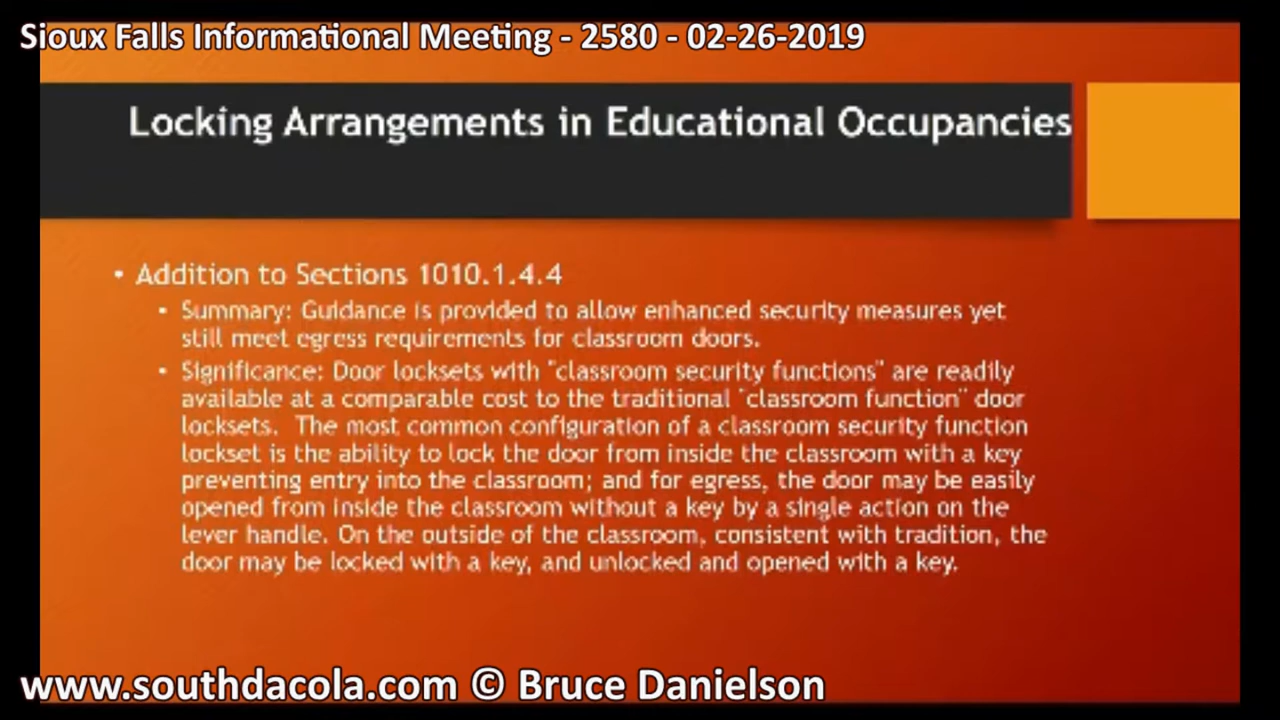 Sioux Falls Informational Meeting - 2580 - 02-26-2019
Locking Arrangements in Educational Occupancies
• Addition to Sections 1010.1.4.4
• Summary: Guidance is provided to allow enhanced security measures yet
still meet egress requirements for classroom doors.
• Significance: Door locksets with "classroom security functions" are readily
available at a comparable cost to the traditional "classroom function" door
locksets. The most common configuration of a classroom security function
lockset is the ability to lock the door from inside the classroom with a key
preventing entry into the classroom; and for egress, the door may be easily
opened from inside the classroom without a key by a single action on the
lever handle. On the outside of the classroom, consistent with tradition, the
door may be locked with a key, and unlocked and opened with a key.
www.southdacola.com © Bruce Danielson